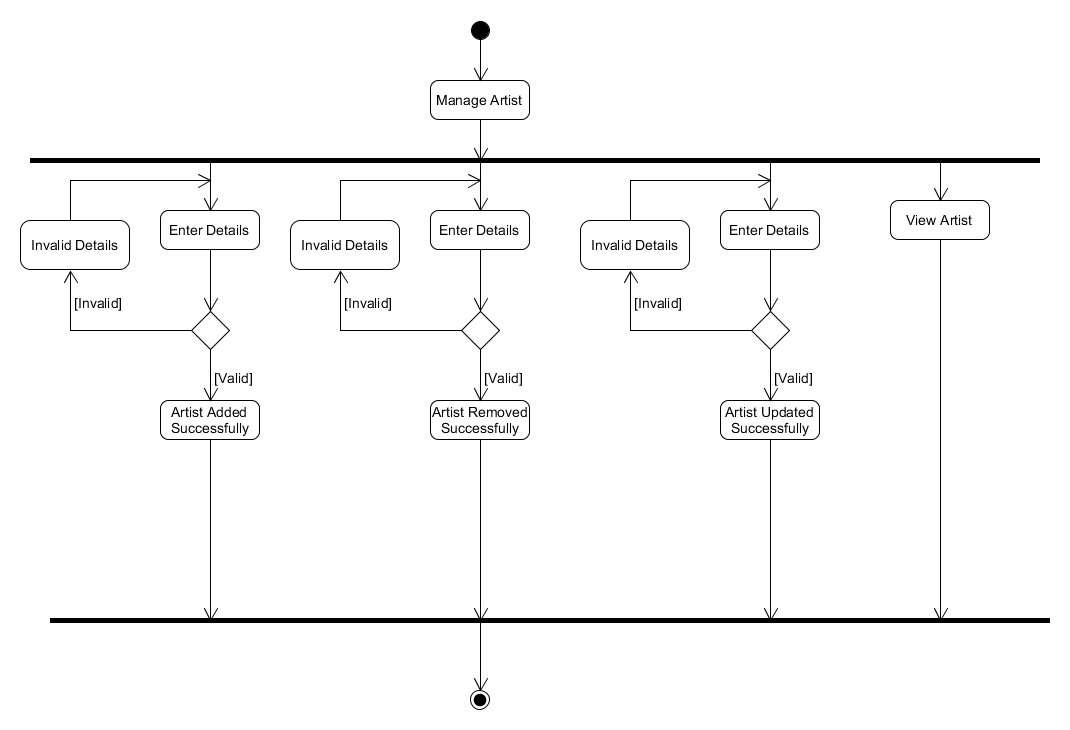 Manage Artist
Invalid Details
Enter Details
Invalid Details
Enter Details
Invalid Details
Enter Details
View Artist
[Invalid]
[Invalid]
[Invalid]
[Valid]
[Valid]
[Valid]
Artist Added
Successfully
Artist Removed
Successfully
Artist Updated
Successfully